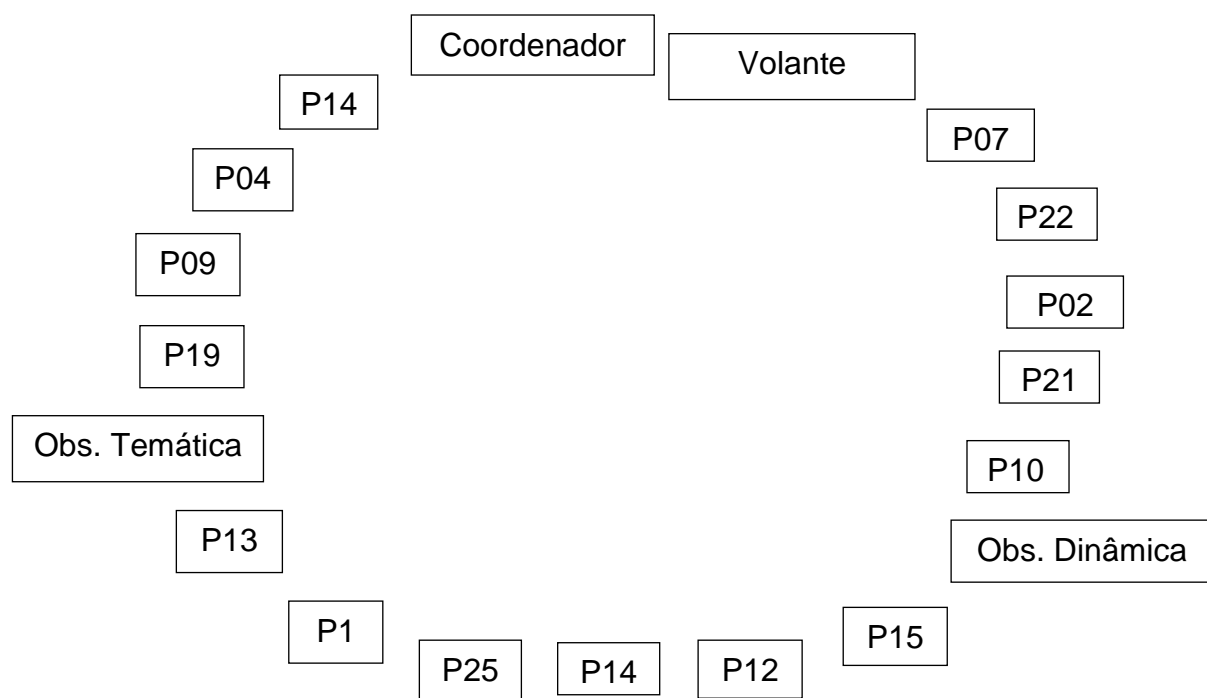 Coordenador
Volante
P14
P07
P04
P22
P09
P02
P19
P21
Obs. Temática
P10
P13
Obs. Dinâmica
P1
P15
P25
P14
P12